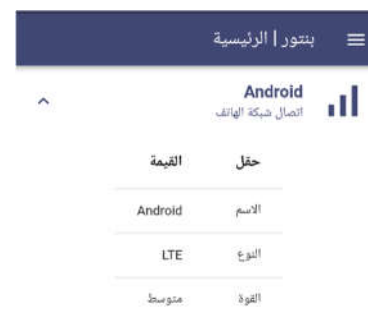 بنتور | الرئيسية
Android
اتصال شبكة الهاتف
حقل القيمة
الاسم Android
النوع LTE
القوة متوسط